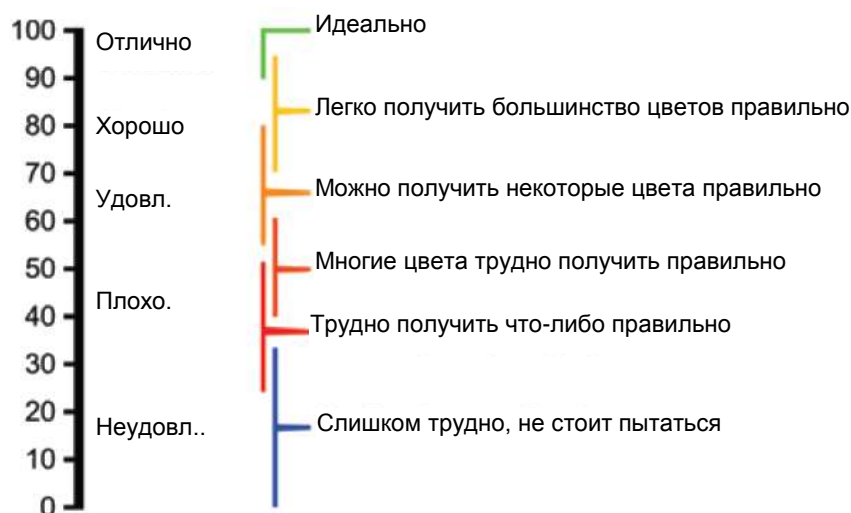 100
Отлично
Идеально
90
Легко получить большинство цветов правильно
80
Хорошо
70
Можно получить некоторые цвета правильно
Удовл.
60
Многие цвета трудно получить правильно
50
Плохо.
40
Трудно получить что-либо правильно
30
20
Неудовл..
Слишком трудно, не стоит пытаться
10
0